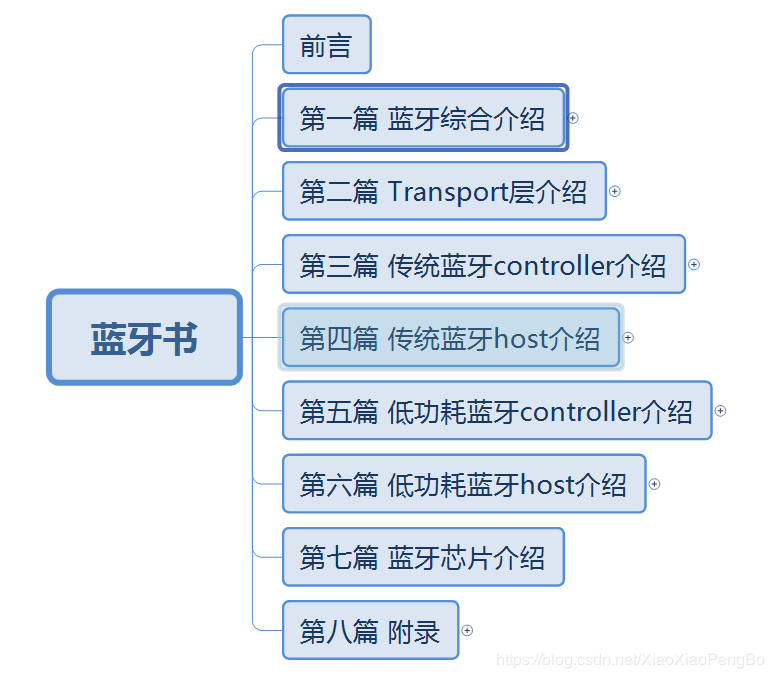 前言
第一篇 蓝牙综合介绍
第二篇 Transport层介绍
第三篇 传统蓝牙controller介绍
蓝牙书
第四篇 传统蓝牙host介绍
第五篇 低功耗蓝牙controller介绍
第六篇 低功耗蓝牙host介绍
第七篇 蓝牙芯片介绍
第八篇 附录
https://blog.csdn.net/XiaoXiaoPengBo